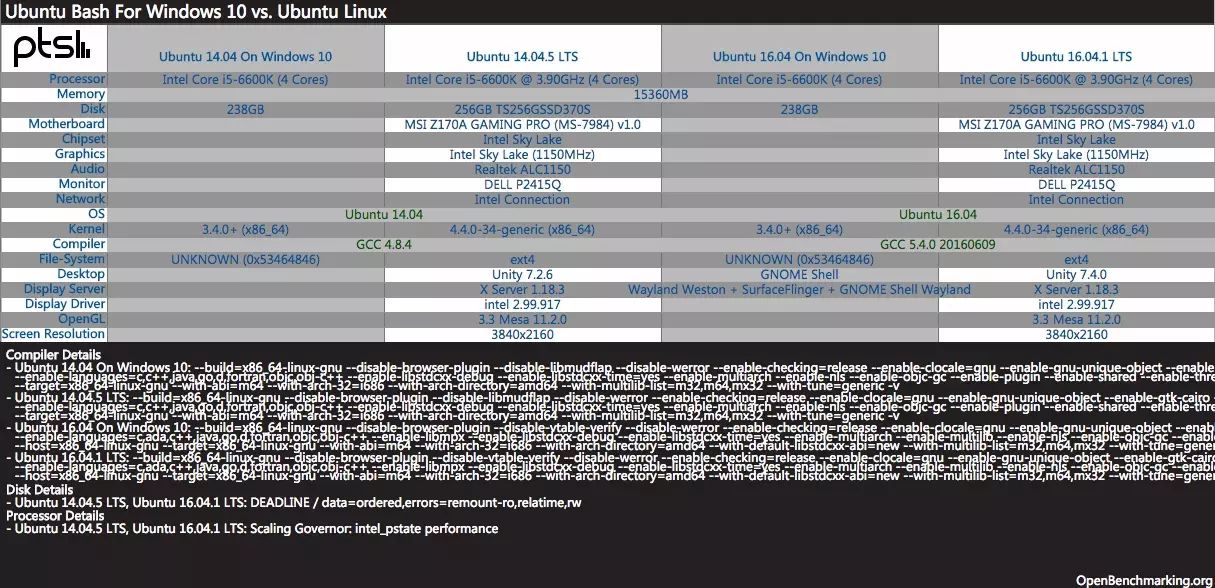 Ubuntu Bash For Windows 10 vs. Ubuntu Linux
ptsl
Ubuntu 14.04 On Windows 10 Ubuntu 14.04.5 LTS Ubuntu 16.04 On Windows 10 Ubuntu 16.04.1 LTS
Processor Intel Core i5-6600K (4 Cores) Intel Core i5-6600K @ 3.90GHz (4 Cores) Intel Core i5-6600K (4 Cores) Intel Core i5-6600K @ 3.90GHz (4 Cores)
Memory 15360MB
Disk 238GB 256GB TS256GSSD370S 238GB 256GB TS256GSSD370S
Motherboard MSI Z170A GAMING PRO (MS-7984) v1.0 MSI Z170A GAMING PRO (MS-7984) v1.0
Chipset Intel Sky Lake Intel Sky Lake
Graphics Intel Sky Lake (1150MHz) Intel Sky Lake (1150MHz)
Audio Realtek ALC1150 Realtek ALC1150
Monitor DELL P2415Q DELL P2415Q
Network Intel Connection Intel Connection
OS Ubuntu 14.04 Ubuntu 16.04
Kernel 3.4.0+ (x86_64) 4.4.0-34-generic (x86_64) 3.4.0+ (x86_64) 4.4.0-34-generic (x86_64)
Compiler GCC 4.8.4 GCC 5.4.0 20160609
File-System UNKNOWN (0x53464846) ext4 UNKNOWN (0x53464846) ext4
Desktop Unity 7.2.6 GNOME Shell Unity 7.4.0
Display Server X Server 1.18.3 Wayland Weston + SurfaceFlinger + GNOME Shell Wayland X Server 1.18.3
Display Driver intel 2.99.917 intel 2.99.917
OpenGL 3.3 Mesa 11.2.0 3.3 Mesa 11.2.0
Screen Resolution 3840x2160 3840x2160
Compiler Details
- Ubuntu 14.04 On Windows 10: --build=x86_64-linux-gnu --disable-browser-plugin --disable-libmudflap --disable-werror --enable-checking=release --enable-clocale=gnu --enable-gnu-unique-object --enable
--enable-languages=c,c++,java,go,d,fortran,objc,obj-c++ --enable-libstdcxx-debug --enable-libstdcxx-time=yes --enable-multiarch --enable-nls --enable-objc-gc --enable-plugin --enable-shared --enable-thre
--target=x86_64-linux-gnu --with-abi=m64 --with-arch-32=i686 --with-arch-directory=amd64 --with-multilib-list=m32,m64,mx32 --with-tune=generic -v
- Ubuntu 14.04.5 LTS: --build=x86_64-linux-gnu --disable-browser-plugin --disable-libmudflap --disable-werror --enable-checking=release --enable-clocale=gnu --enable-gnu-unique-object --enable-gtk-cairo
--enable-languages=c,c++,java,go,d,fortran,objc,obj-c++ --enable-libstdcxx-debug --enable-libstdcxx-time=yes --enable-multiarch --enable-nls --enable-objc-gc --enable-plugin --enable-shared --enable-thre
--target=x86_64-linux-gnu --with-abi=m64 --with-arch-32=i686 --with-arch-directory=amd64 --with-multilib-list=m32,m64,mx32 --with-tune=generic -v
- Ubuntu 16.04 On Windows 10: --build=x86_64-linux-gnu --disable-browser-plugin --disable-vtable-verify --disable-werror --enable-checking=release --enable-clocale=gnu --enable-gnu-unique-object --enable
--enable-languages=c,ada,c++,java,go,d,fortran,objc,obj-c++ --enable-libmpx --enable-libstdcxx-debug --enable-libstdcxx-time=yes --enable-multiarch --enable-multilib --enable-nls --enable-objc-gc --enable
--host=x86_64-linux-gnu --target=x86_64-linux-gnu --with-abi=m64 --with-arch-32=i686 --with-arch-directory=amd64 --with-default-libstdcxx-abi=new --with-multilib-list=m32,m64,mx32 --with-tune=gener
- Ubuntu 16.04.1 LTS: --build=x86_64-linux-gnu --disable-browser-plugin --disable-vtable-verify --disable-werror --enable-checking=release --enable-clocale=gnu --enable-gnu-unique-object --enable-gtk-cairo
--enable-languages=c,ada,c++,java,go,d,fortran,objc,obj-c++ --enable-libmpx --enable-libstdcxx-debug --enable-libstdcxx-time=yes --enable-multiarch --enable-multilib --enable-nls --enable-objc-gc --enable
--host=x86_64-linux-gnu --target=x86_64-linux-gnu --with-abi=m64 --with-arch-32=i686 --with-arch-directory=amd64 --with-default-libstdcxx-abi=new --with-multilib-list=m32,m64,mx32 --with-tune=gener
Disk Details
- Ubuntu 14.04.5 LTS, Ubuntu 16.04.1 LTS: DEADLINE / data=ordered,errors=remount-ro,relatime,rw
Processor Details
- Ubuntu 14.04.5 LTS, Ubuntu 16.04.1 LTS: Scaling Governor: intel_pstate performance
OpenBenchmarking.org